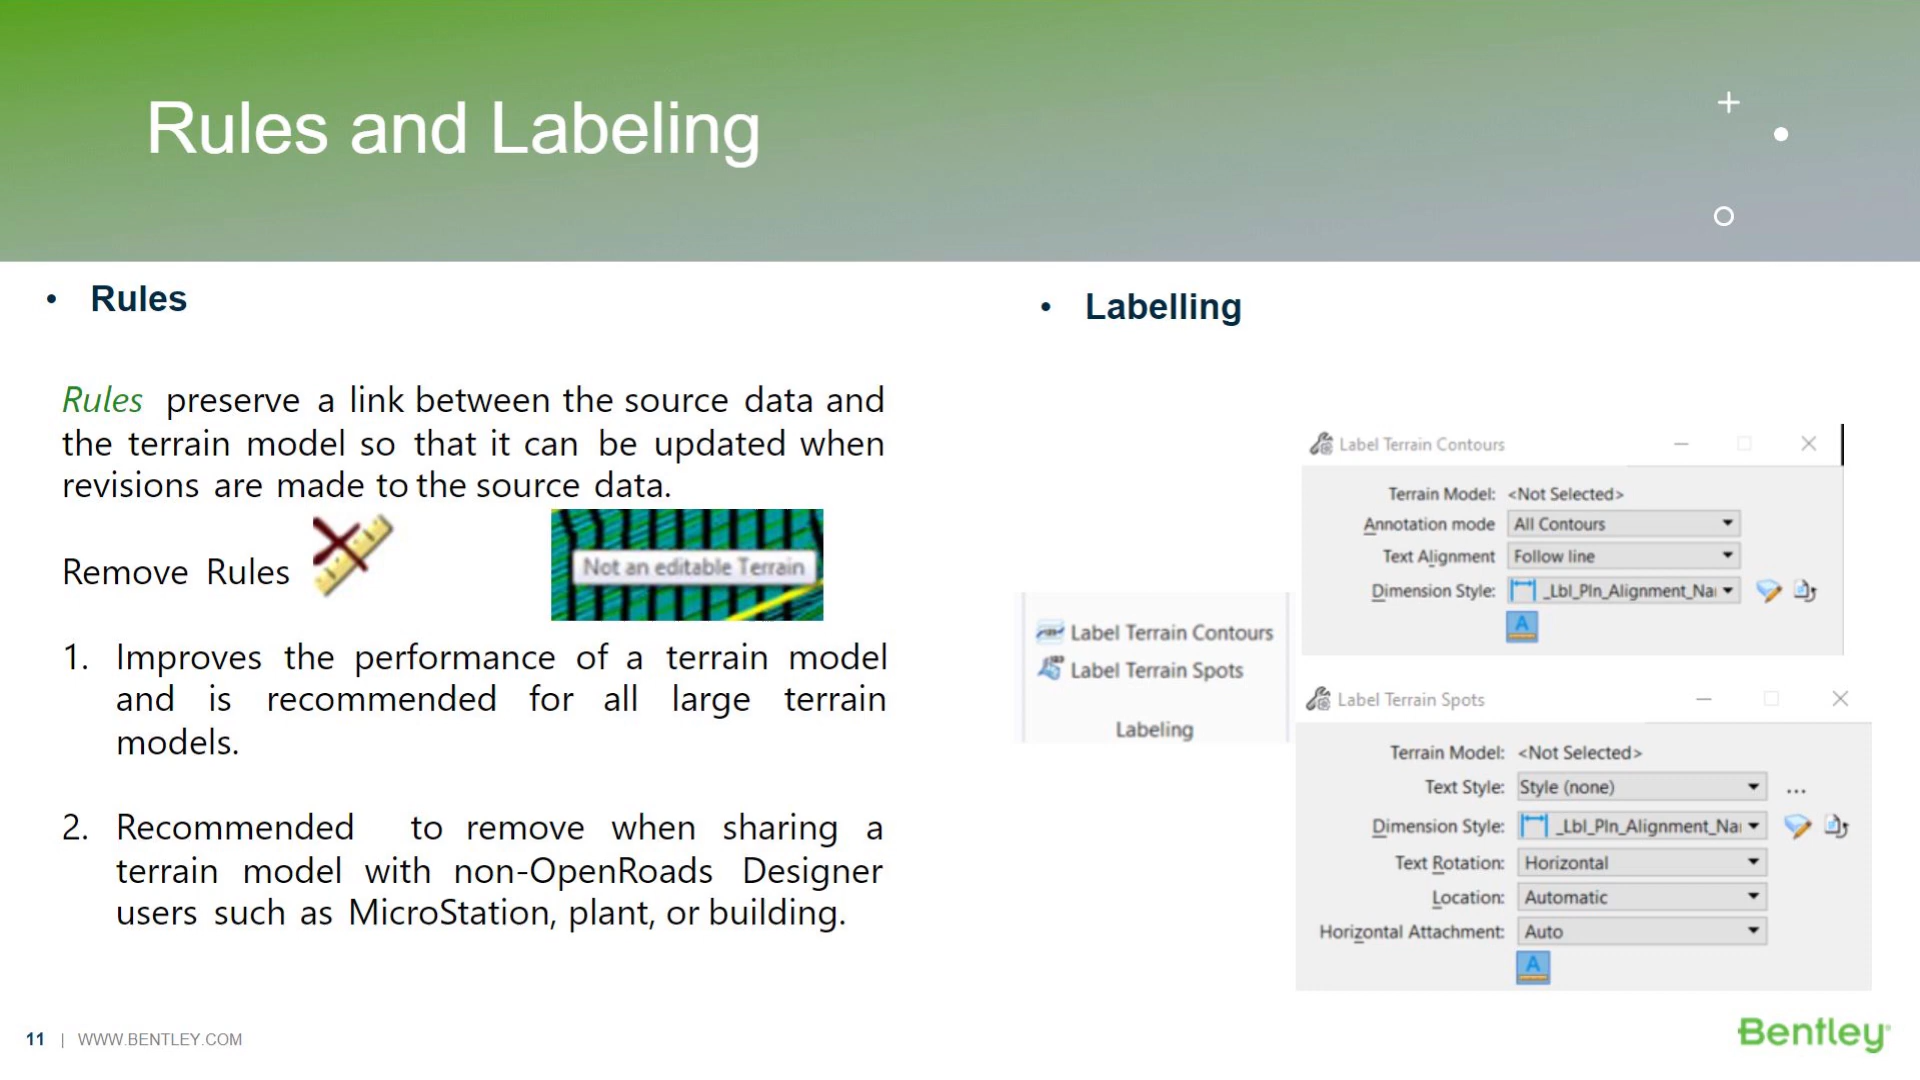 Rules and Labeling
• Rules
Rules preserve a link between the source data and
the terrain model so that it can be updated when
revisions are made to the source data.
Remove Rules
Not an editable Terrain
1. Improves the performance of a terrain model
and is recommended for all large terrain
models.
2. Recommended to remove when sharing a
terrain model with non-OpenRoads Designer
users such as MicroStation, plant, or building.
• Labelling
Label Terrain Contours
Label Terrain Spots
Labeling
Label Terrain Contours
Terrain Model: <Not Selected>
Annotation mode All Contours
Text Alignment Follow line
Dimension Style: _Lbl_Pln_Alignment_Nai
A
Label Terrain Spots
Terrain Model: <Not Selected>
Text Style: Style (none) ...
Dimension Style: _Lbl_Pln_Alignment_Nai
Text Rotation: Horizontal
Location: Automatic
Horizontal Attachment: Auto
A
11 | WWW.BENTLEY.COM
Bentley